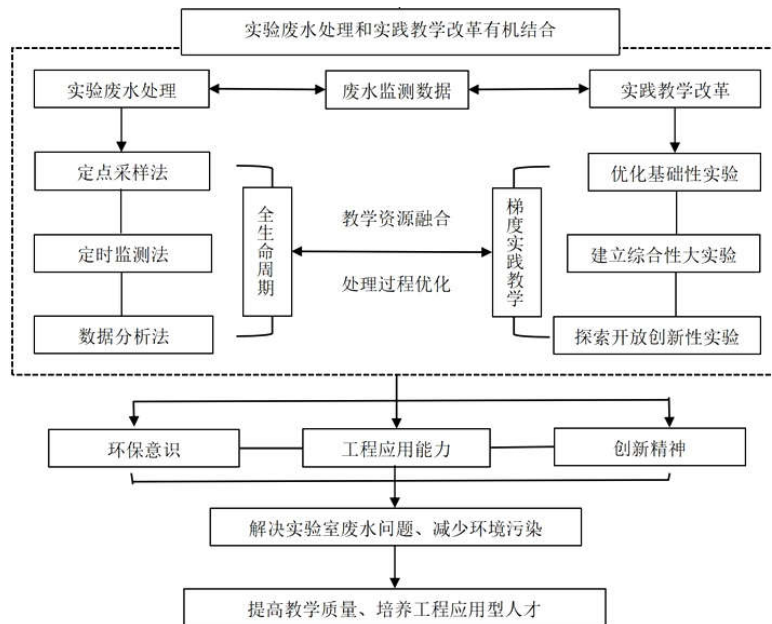 实验废水处理和实践教学改革有机结合
实验废水处理
废水监测数据
实践教学改革
定点采样法
定时监测法
数据分析法
全生命周期
教学资源融合
处理过程优化
梯度实践教学
优化基础性实验
建立综合性大实验
探索开放创新性实验
环保意识
工程应用能力
创新精神
解决实验室废水问题、减少环境污染
提高教学质量、培养工程应用型人才